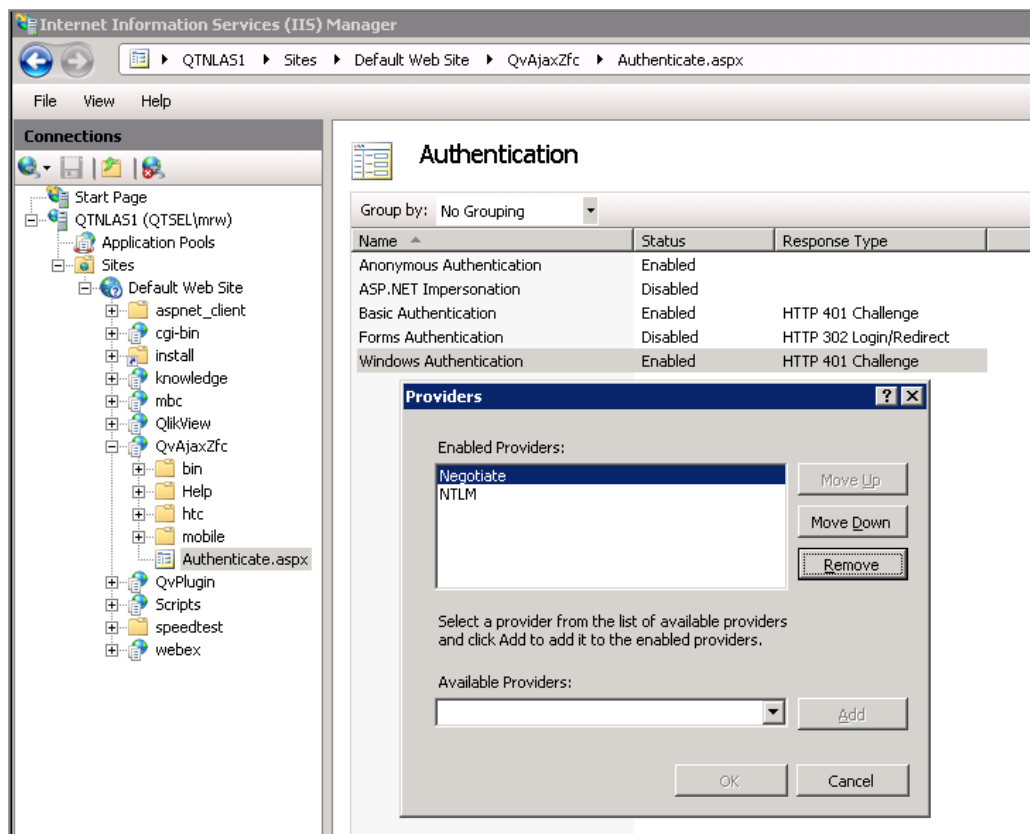 Internet Information Services (IIS) Manager
QTNLAS1 Sites Default Web Site QvAjaxZfc Authenticate.aspx
File View Help
Connections
Start Page
QTNLAS1 (QTSEL\mrw)
Application Pools
Sites
Default Web Site
aspnet_client
cgi-bin
install
knowledge
mbc
QlikView
QvAjaxZfc
bin
Help
htc
mobile
Authenticate.aspx
QvPlugin
Scripts
speedtest
webex
Authentication
Group by: No Grouping
Name Status Response Type
Anonymous Authentication Enabled
ASP.NET Impersonation Disabled
Basic Authentication Enabled HTTP 401 Challenge
Forms Authentication Disabled HTTP 302 Login/Redirect
Windows Authentication Enabled HTTP 401 Challenge
Providers
Enabled Providers:
Negotiate
NTLM
Move Up
Move Down
Remove
Select a provider from the list of available providers
and click Add to add it to the enabled providers.
Available Providers:
Add
OK Cancel